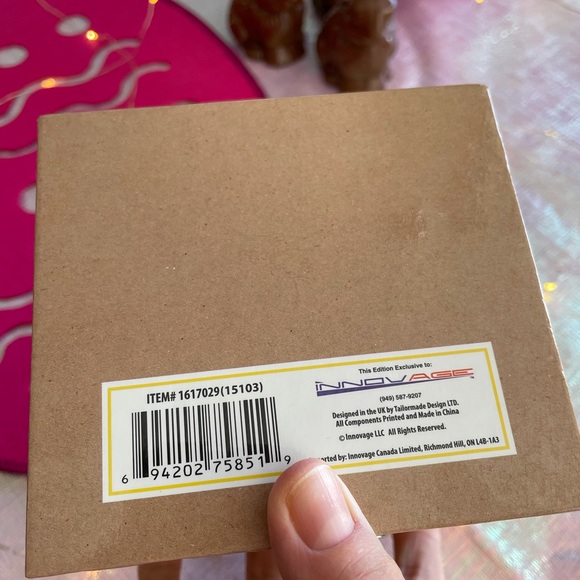 ITEM# 1617029(15103)
6 94202 75851 9
This Edition Exclusive to:
INNOVAGE™
(949) 587-9207
Designed in the UK by Tailormade Design LTD.
All Components Printed and Made in China
© Innovage LLC All Rights Reserved.
by: Innovage Canada Limited, Richmond Hill, ON L4B-1A3